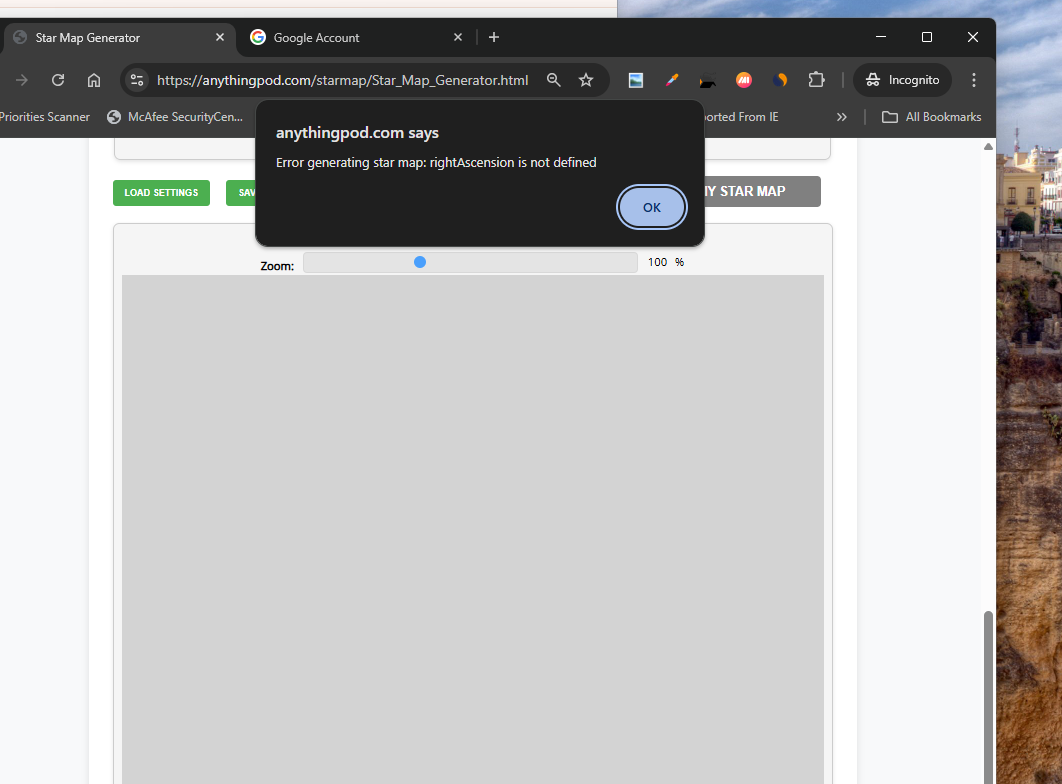 Star Map Generator
Google Account
https://anythingpod.com/starmap/Star_Map_Generator.html
Incognito
Priorities Scanner
McAfee SecurityCen...
ported From IE
All Bookmarks
anythingpod.com says
Error generating star map: rightAscension is not defined
OK
LOAD SETTINGS
SAV
Y STAR MAP
Zoom:
100 %